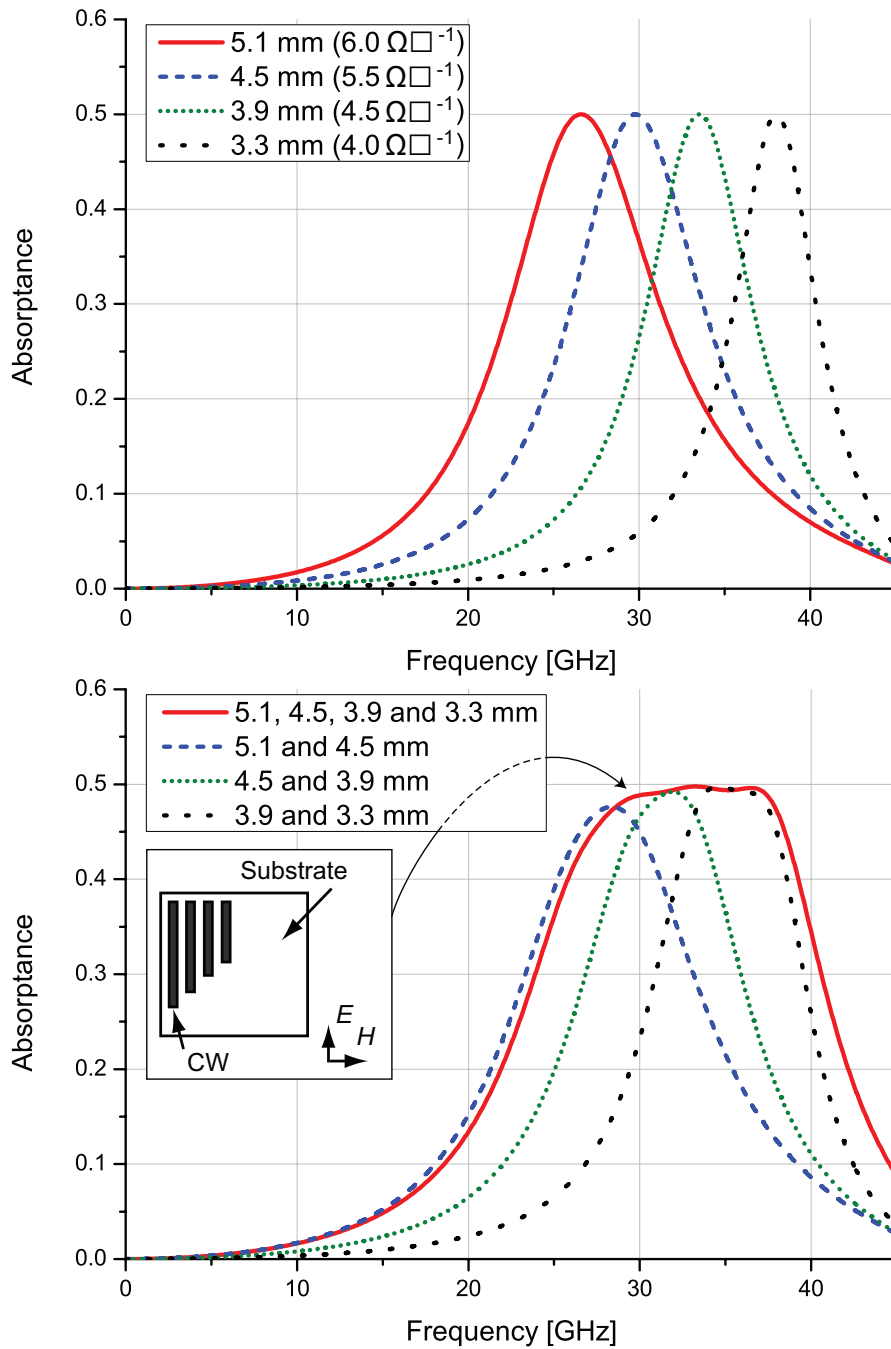 0.6
0.5
0.4
0.3
0.2
0.1
0.0
Absorptance
5.1 mm (6.0 Ω□⁻¹)
4.5 mm (5.5 Ω□⁻¹)
3.9 mm (4.5 Ω□⁻¹)
3.3 mm (4.0 Ω□⁻¹)
0 10 20 30 40
Frequency [GHz]
0.6
0.5
0.4
0.3
0.2
0.1
0.0
Absorptance
5.1, 4.5, 3.9 and 3.3 mm
5.1 and 4.5 mm
4.5 and 3.9 mm
3.9 and 3.3 mm
Substrate
E
H
CW
0 10 20 30 40
Frequency [GHz]